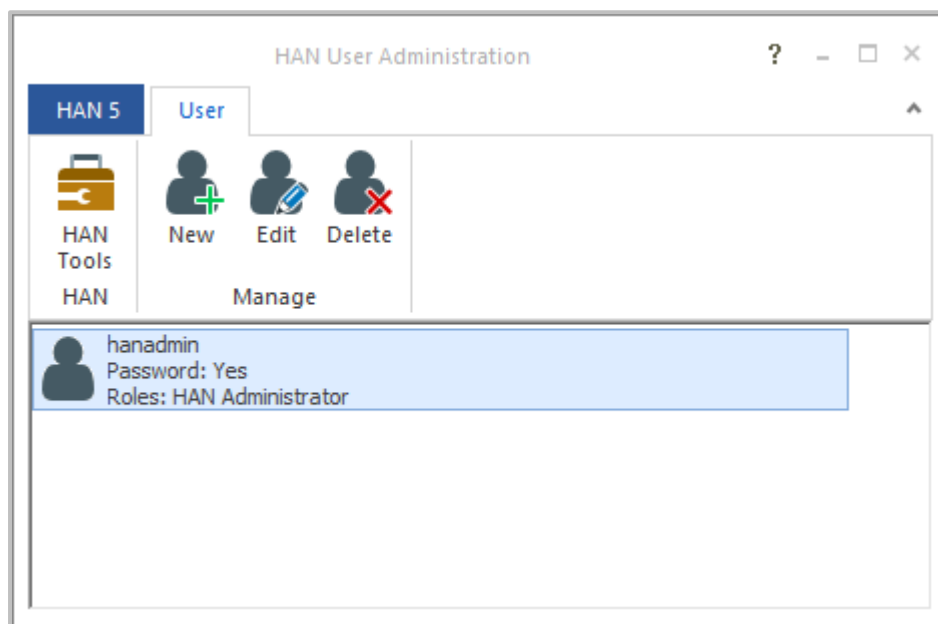 HAN User Administration ?
HAN 5 User
HAN Tools New Edit Delete
HAN Manage
hanadmin
Password: Yes
Roles: HAN Administrator